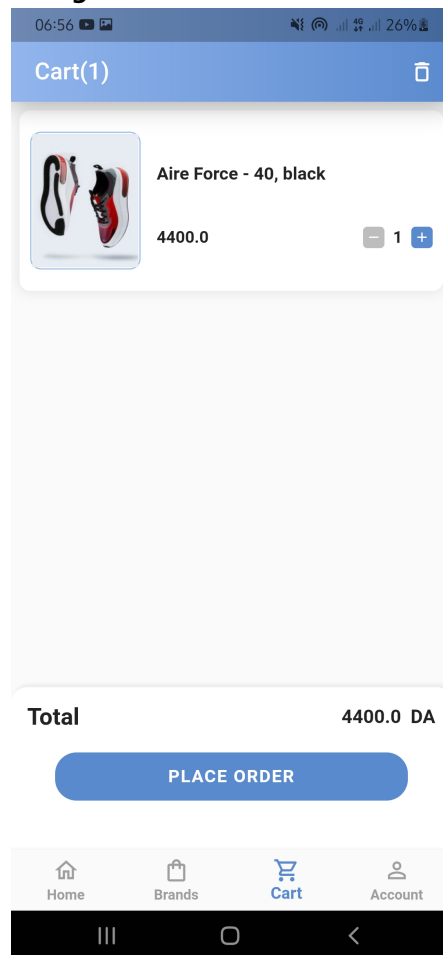 06:56 4G 26%
Cart(1)
Aire Force - 40, black
4400.0 1
Total 4400.0 DA
PLACE ORDER
Home Brands Cart Account